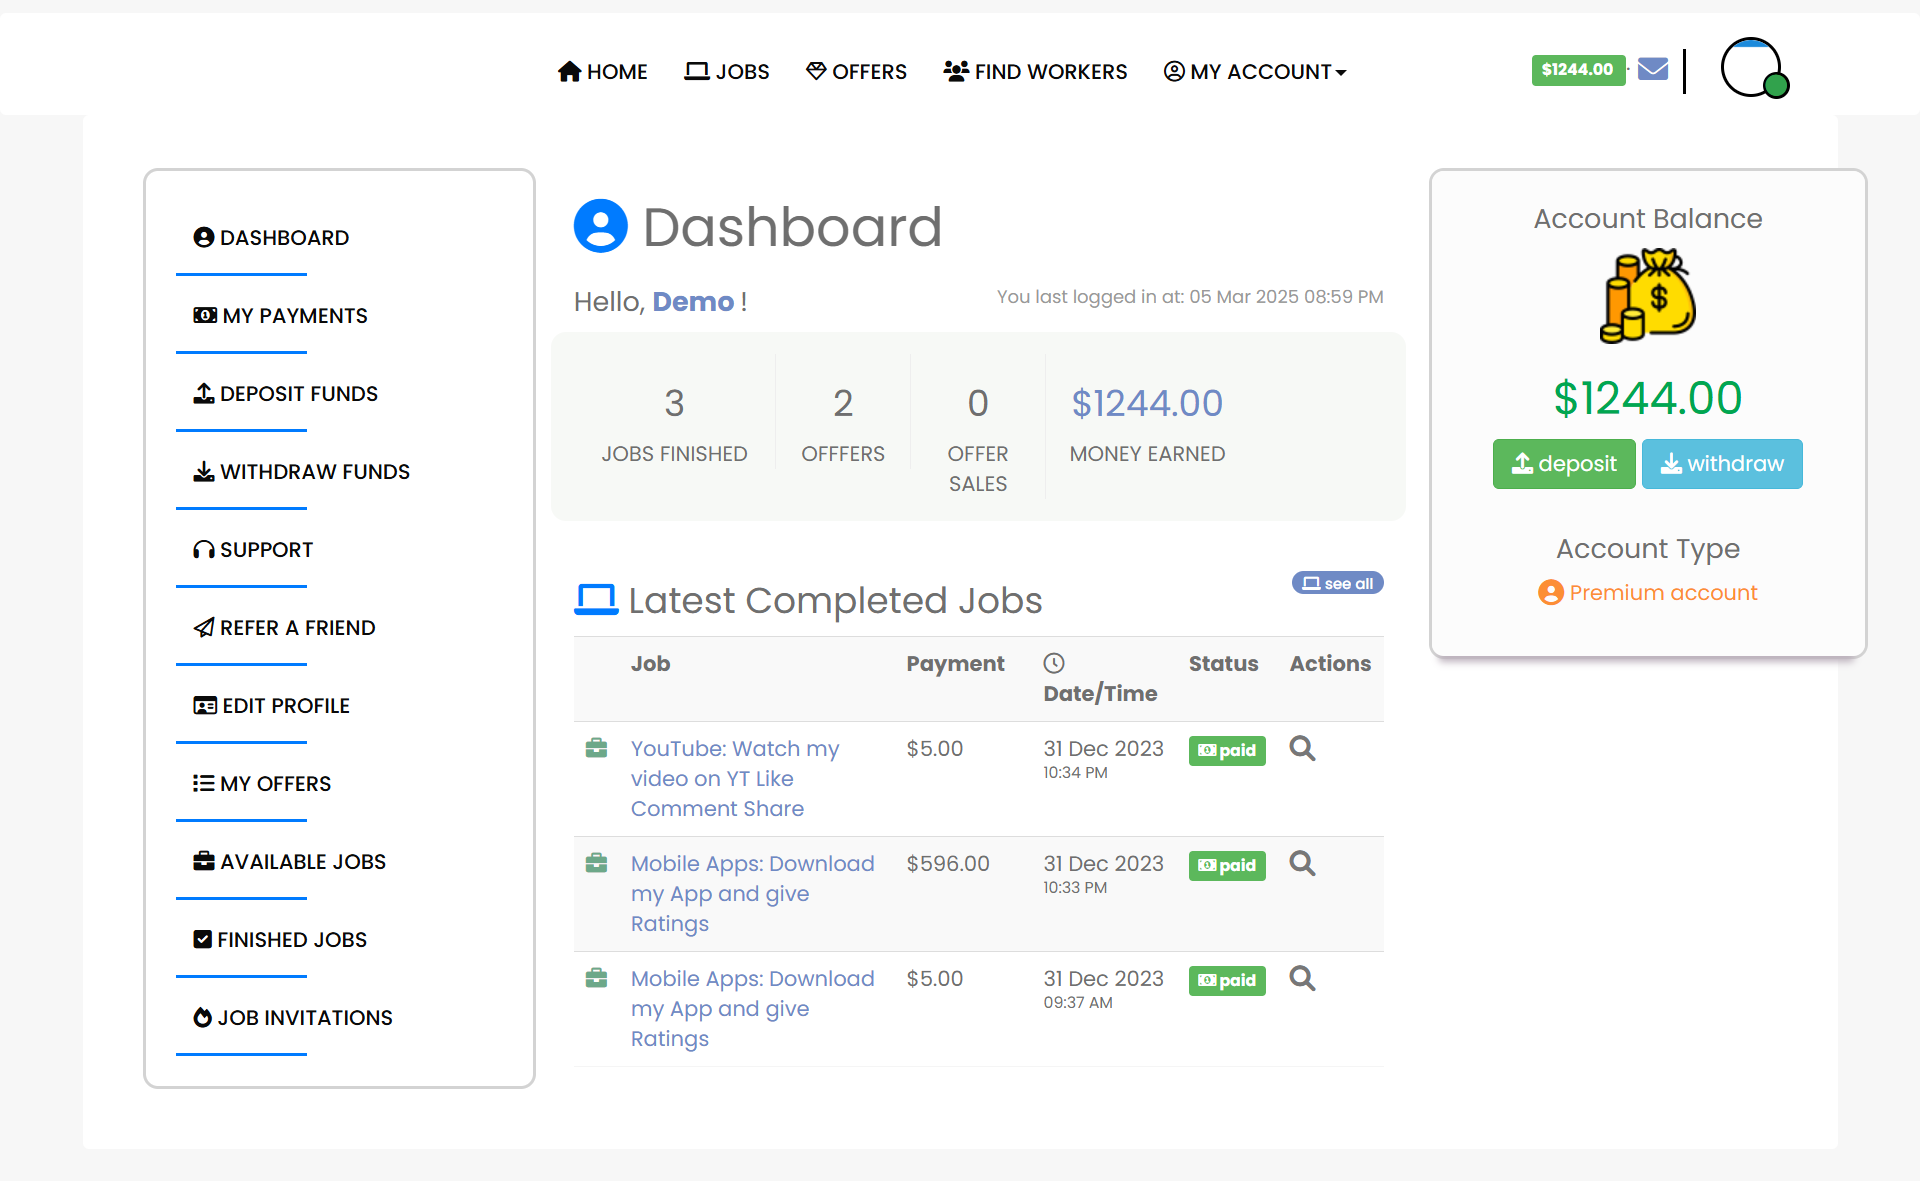 HOME JOBS OFFERS FIND WORKERS MY ACCOUNT
$1244.00
DASHBOARD
MY PAYMENTS
DEPOSIT FUNDS
WITHDRAW FUNDS
SUPPORT
REFER A FRIEND
EDIT PROFILE
MY OFFERS
AVAILABLE JOBS
FINISHED JOBS
JOB INVITATIONS
Dashboard
Hello, Demo !
You last logged in at: 05 Mar 2025 08:59 PM
3
JOBS FINISHED
2
OFFFERS
0
OFFER
SALES
$1244.00
MONEY EARNED
Latest Completed Jobs
see all
Job Payment Date/Time Status Actions
YouTube: Watch my
video on YT Like
Comment Share
$5.00
31 Dec 2023
10:34 PM
paid
Mobile Apps: Download
my App and give
Ratings
$596.00
31 Dec 2023
10:33 PM
paid
Mobile Apps: Download
my App and give
Ratings
$5.00
31 Dec 2023
09:37 AM
paid
Account Balance
$1244.00
deposit
withdraw
Account Type
Premium account